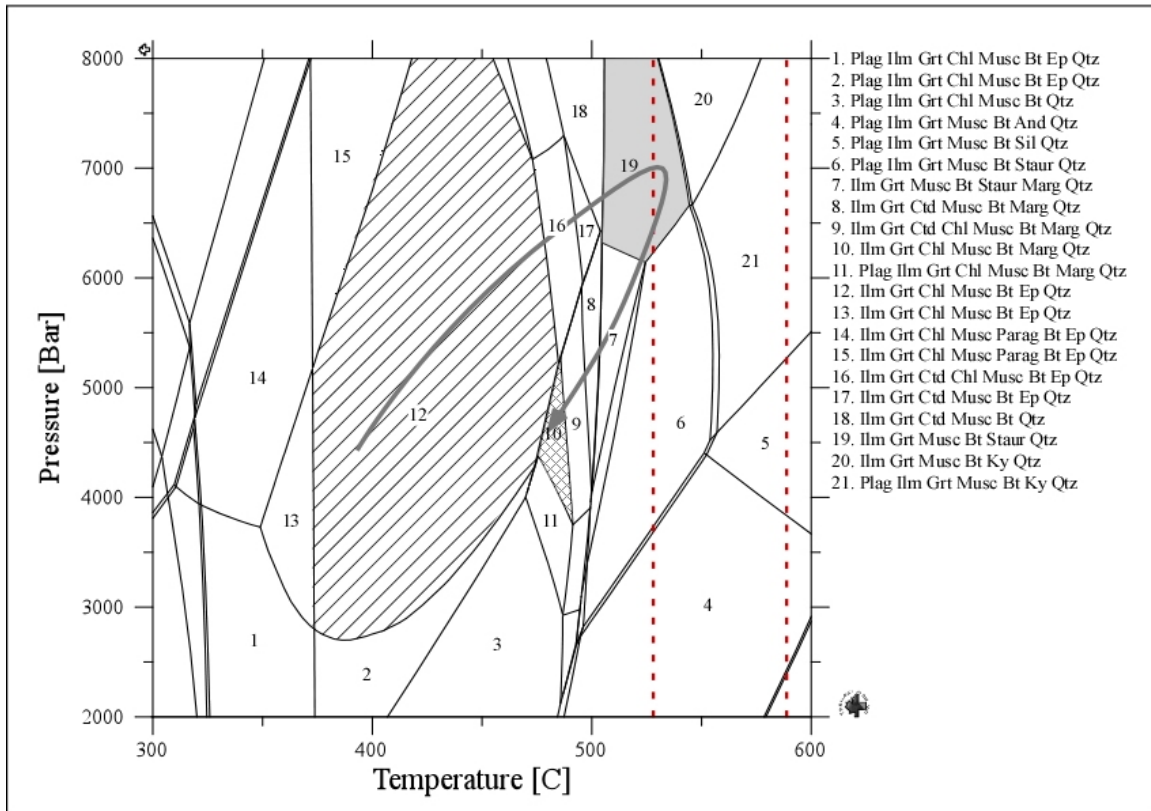 8000
7000
6000
5000
4000
3000
2000
Pressure [Bar]
300
400
500
600
Temperature [C]
1
2
3
4
5
6
7
8
9
10
11
12
13
14
15
16
17
18
19
20
21
1. Plag Ilm Grt Chl Musc Bt Ep Qtz
2. Plag Ilm Grt Chl Musc Bt Ep Qtz
3. Plag Ilm Grt Chl Musc Bt Qtz
4. Plag Ilm Grt Musc Bt And Qtz
5. Plag Ilm Grt Musc Bt Sil Qtz
6. Plag Ilm Grt Musc Bt Staur Qtz
7. Ilm Grt Musc Bt Staur Marg Qtz
8. Ilm Grt Ctd Musc Bt Marg Qtz
9. Ilm Grt Ctd Chl Musc Bt Marg Qtz
10. Ilm Grt Chl Musc Bt Marg Qtz
11. Plag Ilm Grt Chl Musc Bt Marg Qtz
12. Ilm Grt Chl Musc Bt Ep Qtz
13. Ilm Grt Chl Musc Bt Ep Qtz
14. Ilm Grt Chl Musc Parag Bt Ep Qtz
15. Ilm Grt Chl Musc Parag Bt Ep Qtz
16. Ilm Grt Ctd Chl Musc Bt Ep Qtz
17. Ilm Grt Ctd Musc Bt Ep Qtz
18. Ilm Grt Ctd Musc Bt Qtz
19. Ilm Grt Musc Bt Staur Qtz
20. Ilm Grt Musc Bt Ky Qtz
21. Plag Ilm Grt Musc Bt Ky Qtz